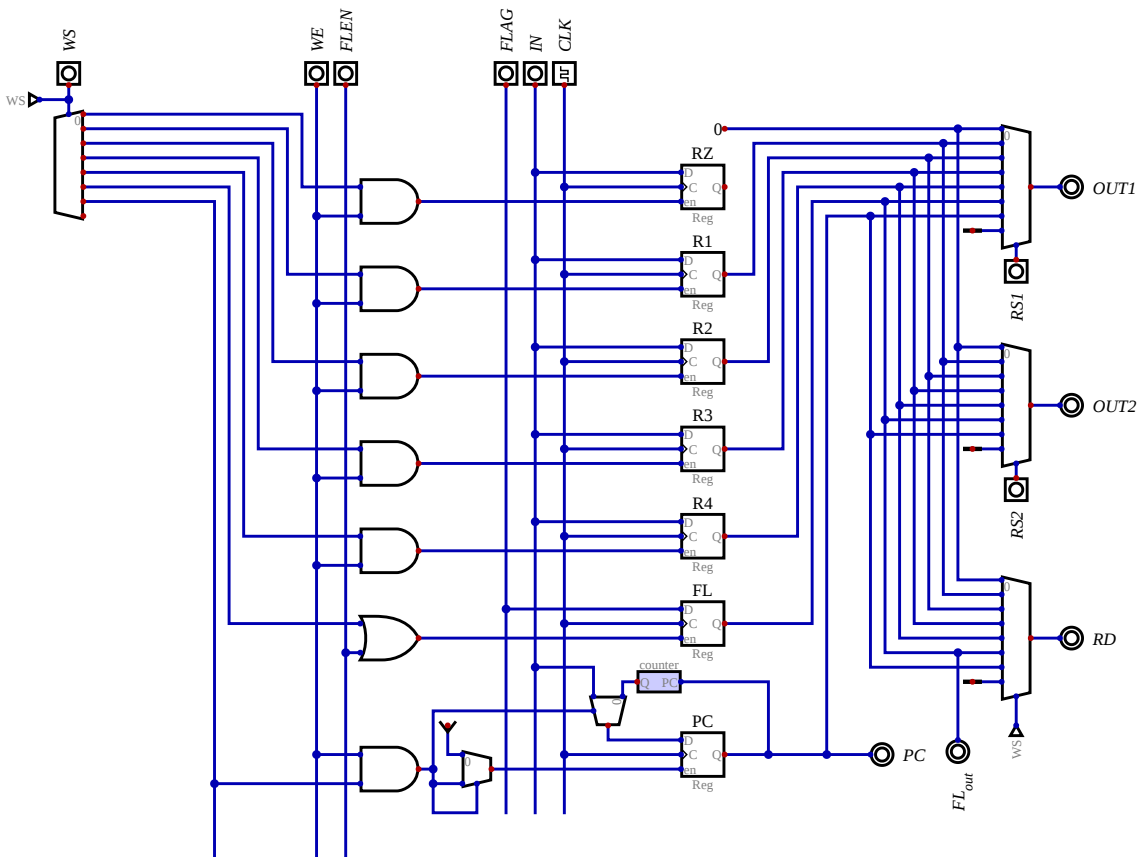 WS
WE
FLEN
FLAG
IN
CLK
WS
0
0
0
RZ
D
C
Q
en
Reg
OUT1
RS1
R1
D
C
Q
en
Reg
R2
D
C
Q
en
Reg
0
OUT2
RS2
R3
D
C
Q
en
Reg
R4
D
C
Q
en
Reg
FL
D
C
Q
en
Reg
0
RD
WS
counter
Q PC
0
PC
D
C
Q
en
Reg
0
PC
FLout